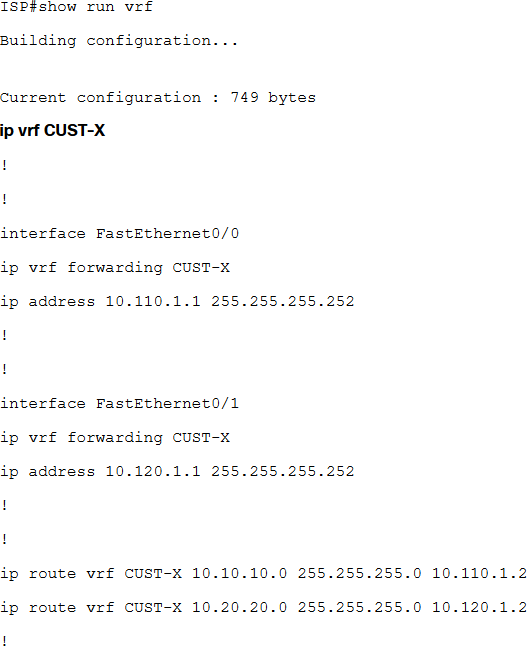 ISP#show run vrf
Building configuration...
Current configuration : 749 bytes
ip vrf CUST-X
!
!
interface FastEthernet0/0
ip vrf forwarding CUST-X
ip address 10.110.1.1 255.255.255.252
!
!
interface FastEthernet0/1
ip vrf forwarding CUST-X
ip address 10.120.1.1 255.255.255.252
!
!
ip route vrf CUST-X 10.10.10.0 255.255.255.0 10.110.1.2
ip route vrf CUST-X 10.20.20.0 255.255.255.0 10.120.1.2
!